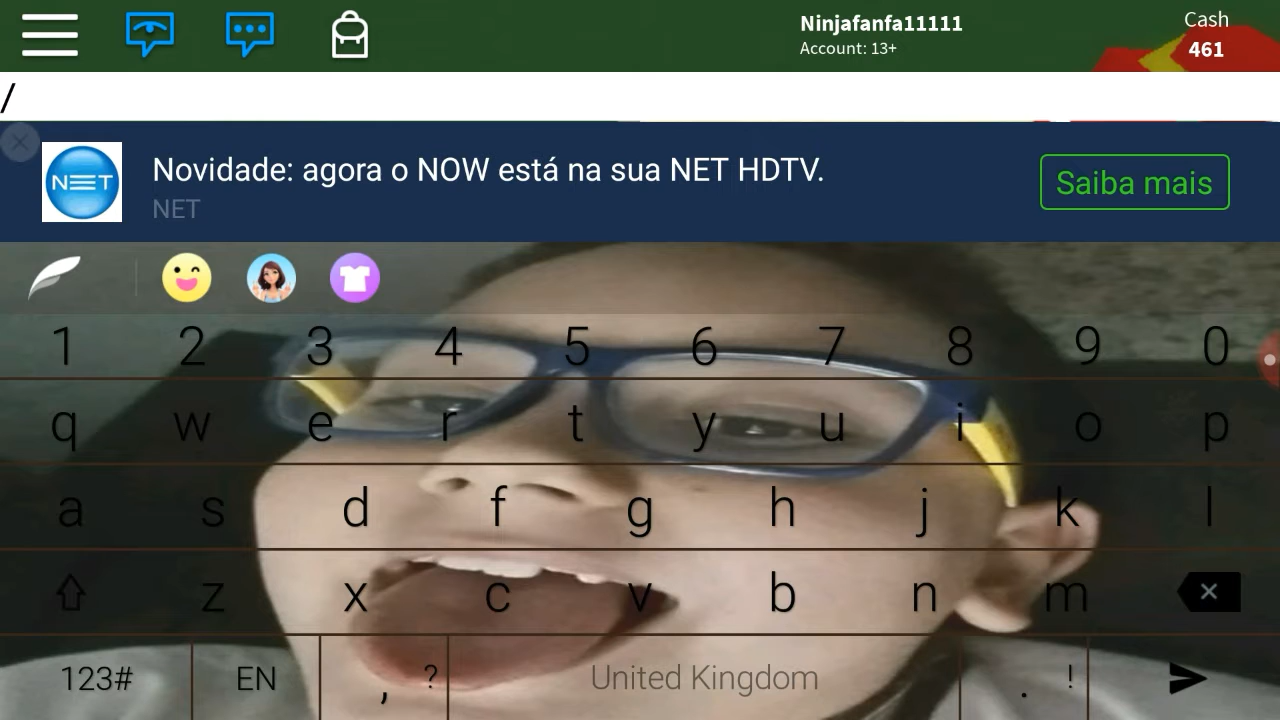 Ninjafanfa11111
Account: 13+
Cash
461
/
NET
Novidade: agora o NOW está na sua NET HDTV.
NET
Saiba mais
1 2 3 4 5 6 7 8 9 0
q w e r t y u i o p
a s d f g h j k l
z x c v b n m
123# EN , ? United Kingdom . !